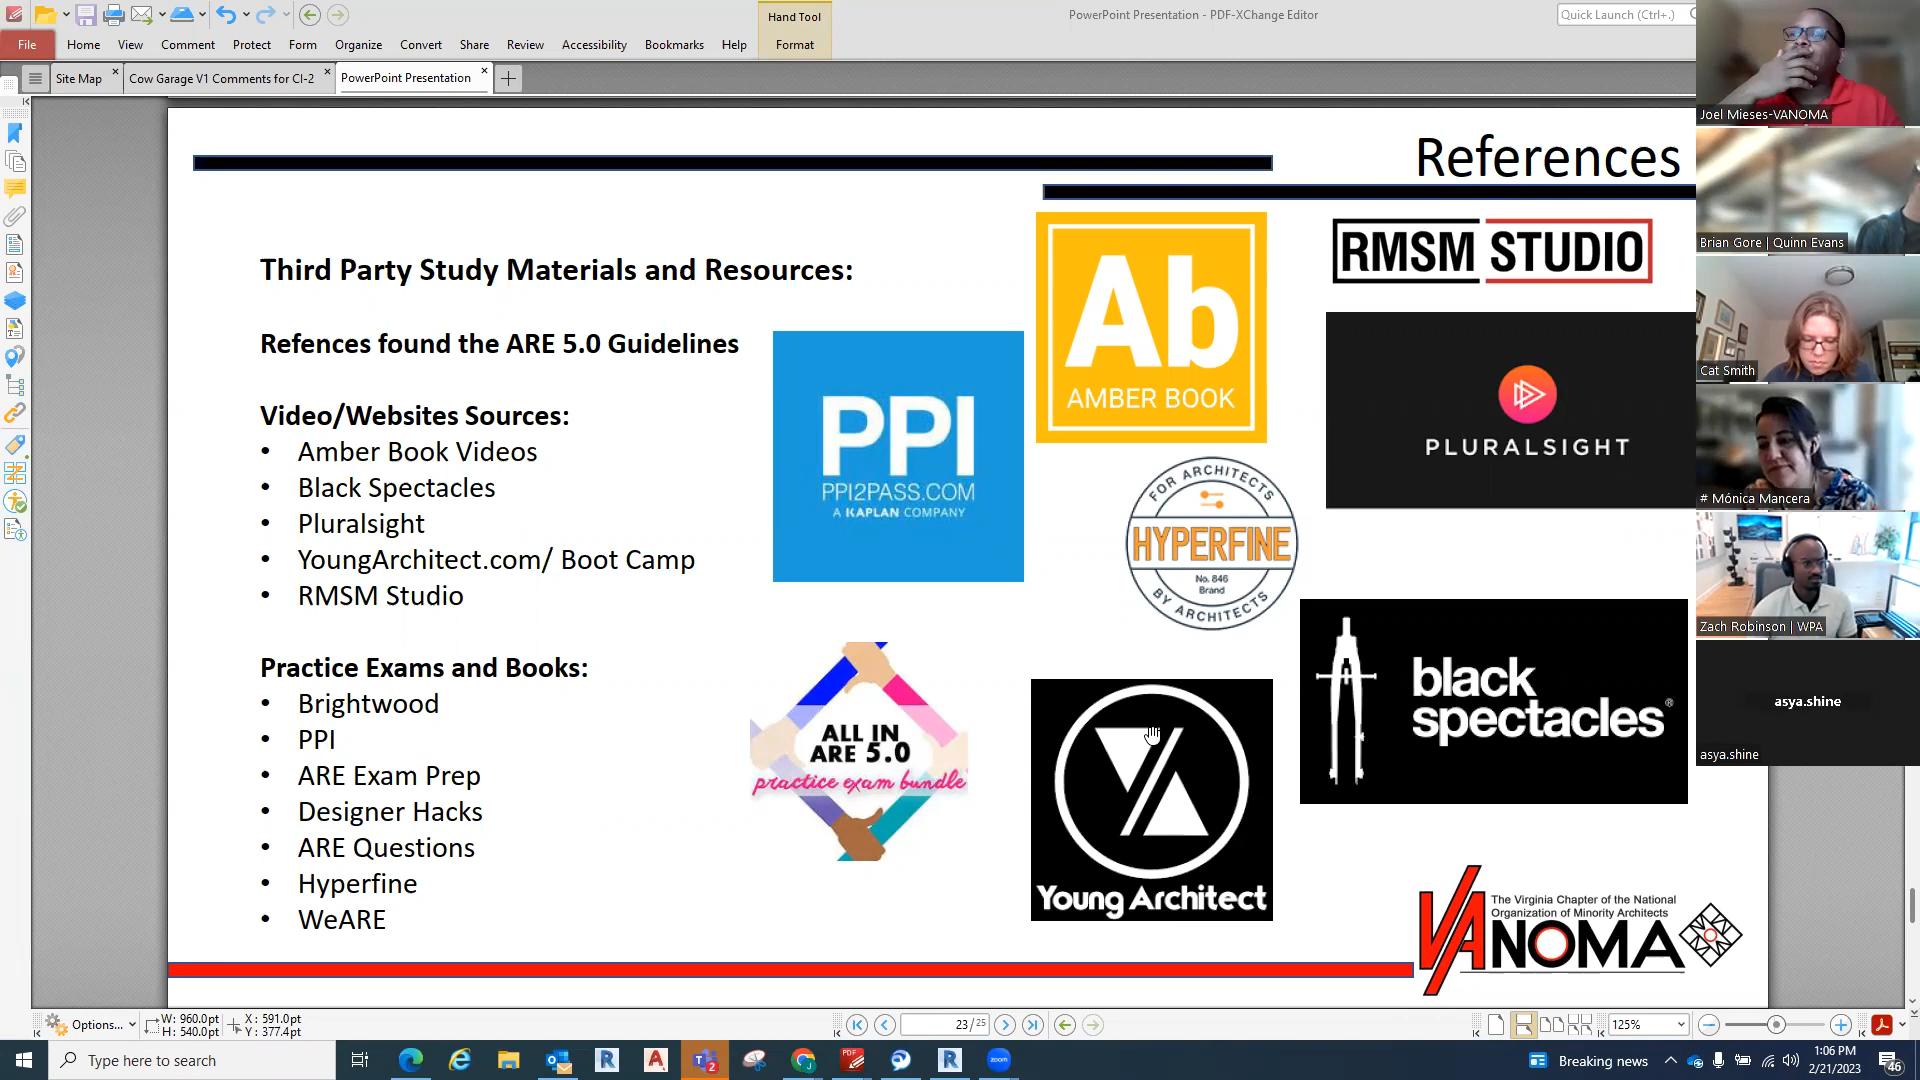 Hand Tool
PowerPoint Presentation - PDF-XChange Editor
Quick Launch (Ctrl+.)
File
Home
View
Comment
Protect
Form
Organize
Convert
Share
Review
Accessibility
Bookmarks
Help
Format
Site Map
Cow Garage V1 Comments for CI-2
PowerPoint Presentation
References
Third Party Study Materials and Resources:
Refences found the ARE 5.0 Guidelines
Video/Websites Sources:
• Amber Book Videos
• Black Spectacles
• Pluralsight
• YoungArchitect.com/ Boot Camp
• RMSM Studio
Practice Exams and Books:
• Brightwood
• PPI
• ARE Exam Prep
• Designer Hacks
• ARE Questions
• Hyperfine
• WeARE
PPI
PPI2PASS.COM
A KAPLAN COMPANY
Ab
AMBER BOOK
RMSM STUDIO
PLURALSIGHT
FOR ARCHITECTS
HYPERFINE
No. 846
Brand
BY ARCHITECTS
ALL IN
ARE 5.0
practice exam bundle
Young Architect
black
spectacles®
The Virginia Chapter of the National
Organization of Minority Architects
VANOMA
Joel Mieses-VANOMA
Brian Gore | Quinn Evans
Cat Smith
# Mónica Mancera
Zach Robinson | WPA
asya.shine
asya.shine
Options...
W: 960.0pt
H: 540.0pt
X: 591.0pt
Y: 377.4pt
23 / 25
125%
Type here to search
Breaking news
1:06 PM
2/21/2023
46